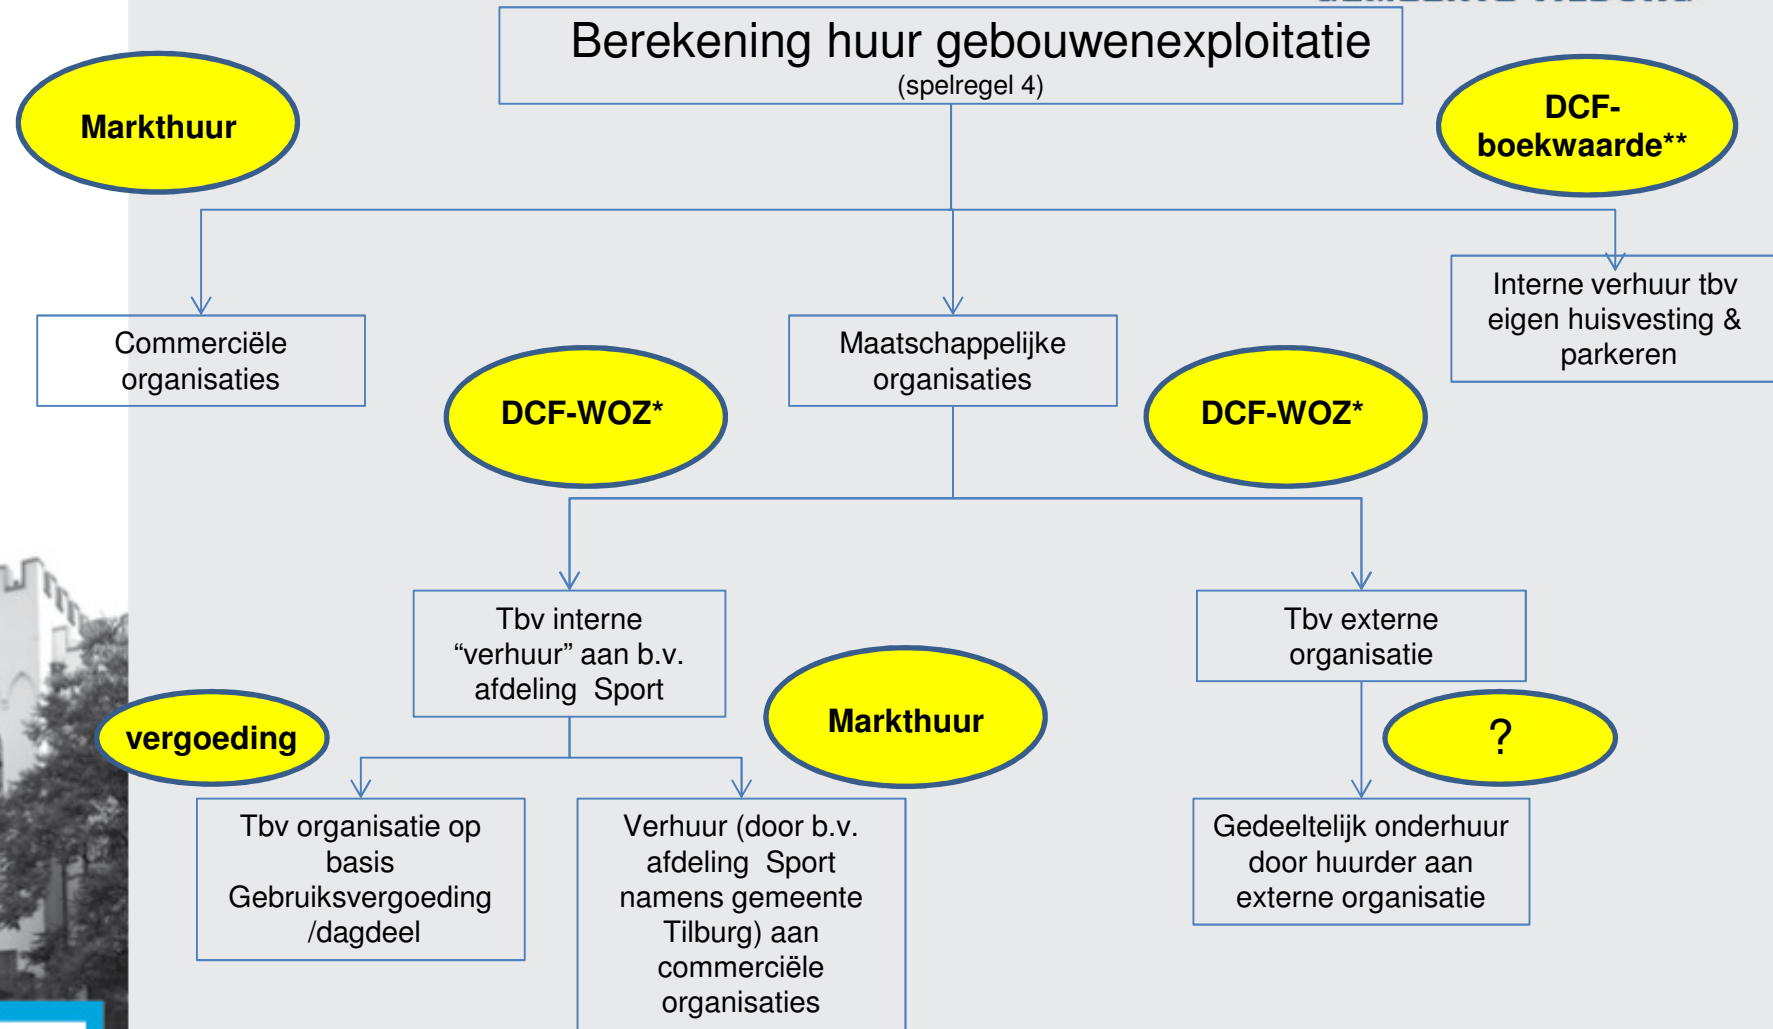 Berekening huur gebouwenexploitatie
(spelregel 4)
Markthuur
DCF-
boekwaarde**
Commerciële
organisaties
Maatschappelijke
organisaties
Interne verhuur tbv
eigen huisvesting &
parkeren
DCF-WOZ*
DCF-WOZ*
Tbv interne
“verhuur” aan b.v.
afdeling Sport
Tbv externe
organisatie
vergoeding
Markthuur
?
Tbv organisatie op
basis
Gebruiksvergoeding
/dagdeel
Verhuur (door b.v.
afdeling Sport
namens gemeente
Tilburg) aan
commerciële
organisaties
Gedeeltelijk onderhuur
door huurder aan
externe organisatie